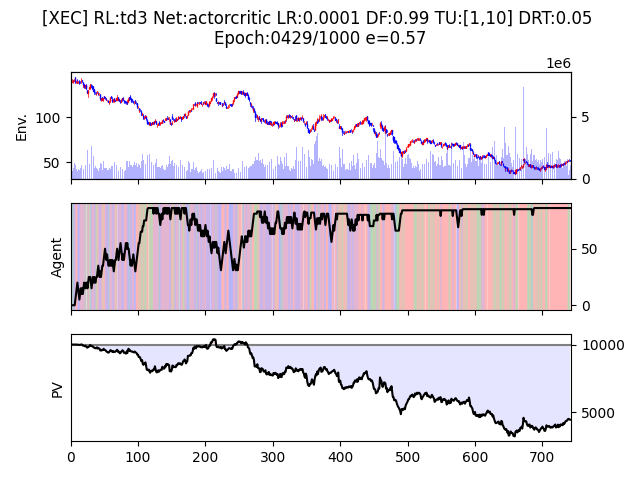 [XEC] RL:td3 Net:actorcritic LR:0.0001 DF:0.99 TU:[1,10] DRT:0.05
Epoch:0429/1000 e=0.57
1e6
Env.
100
50
5
0
Agent
50
0
PV
10000
5000
0 100 200 300 400 500 600 700